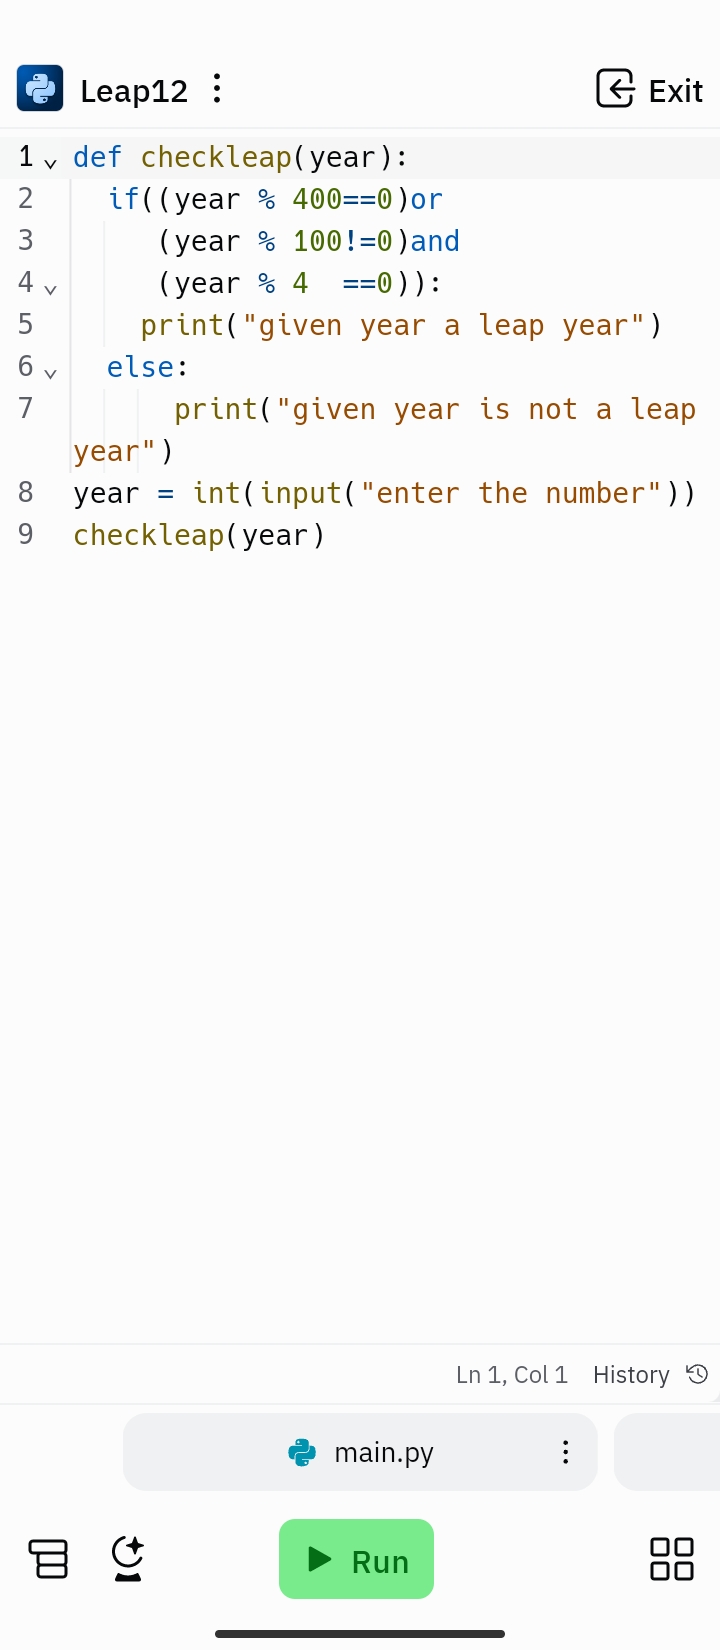 Leap12
Exit
1 def checkleap(year):
2   if((year % 400==0)or
3      (year % 100!=0)and
4      (year % 4  ==0)):
5     print("given year a leap year")
6   else:
7       print("given year is not a leap
year")
8 year = int(input("enter the number"))
9 checkleap(year)
Ln 1, Col 1 History
main.py
Run